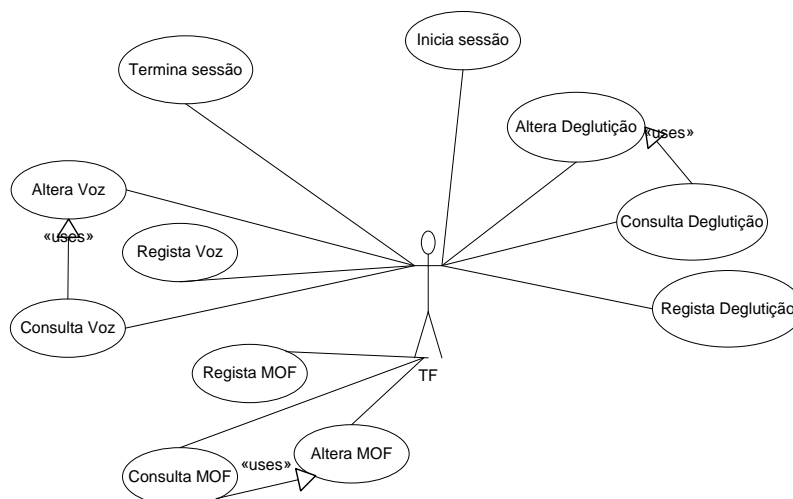 Inicia sessão
Termina sessão
Altera Deglutição
«uses»
Altera Voz
Consulta Deglutição
«uses»
Regista Voz
Regista Deglutição
Consulta Voz
Regista MOF
TF
Altera MOF
«uses»
Consulta MOF